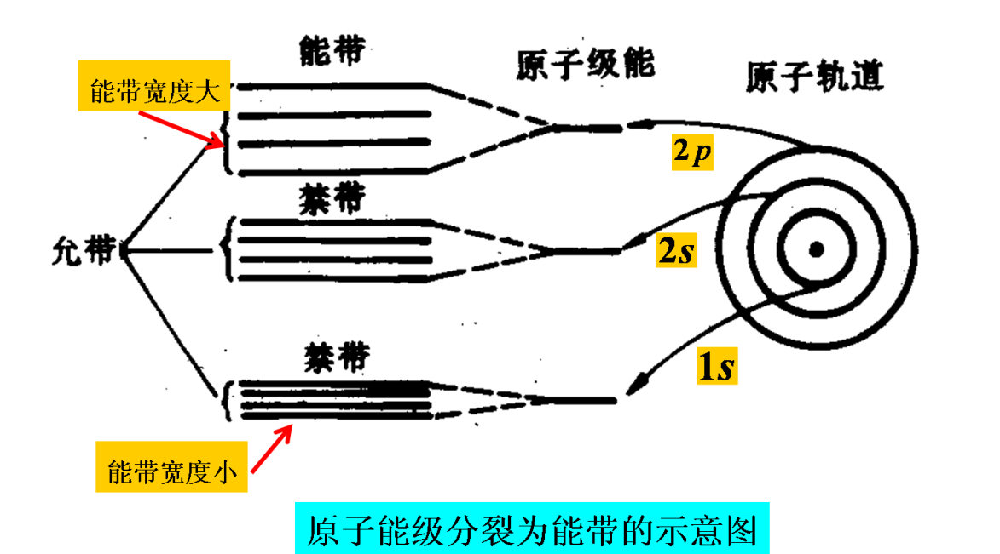 能带
原子级能
原子轨道
能带宽度大
2p
禁带
允带
2s
禁带
1s
能带宽度小
原子能级分裂为能带的示意图